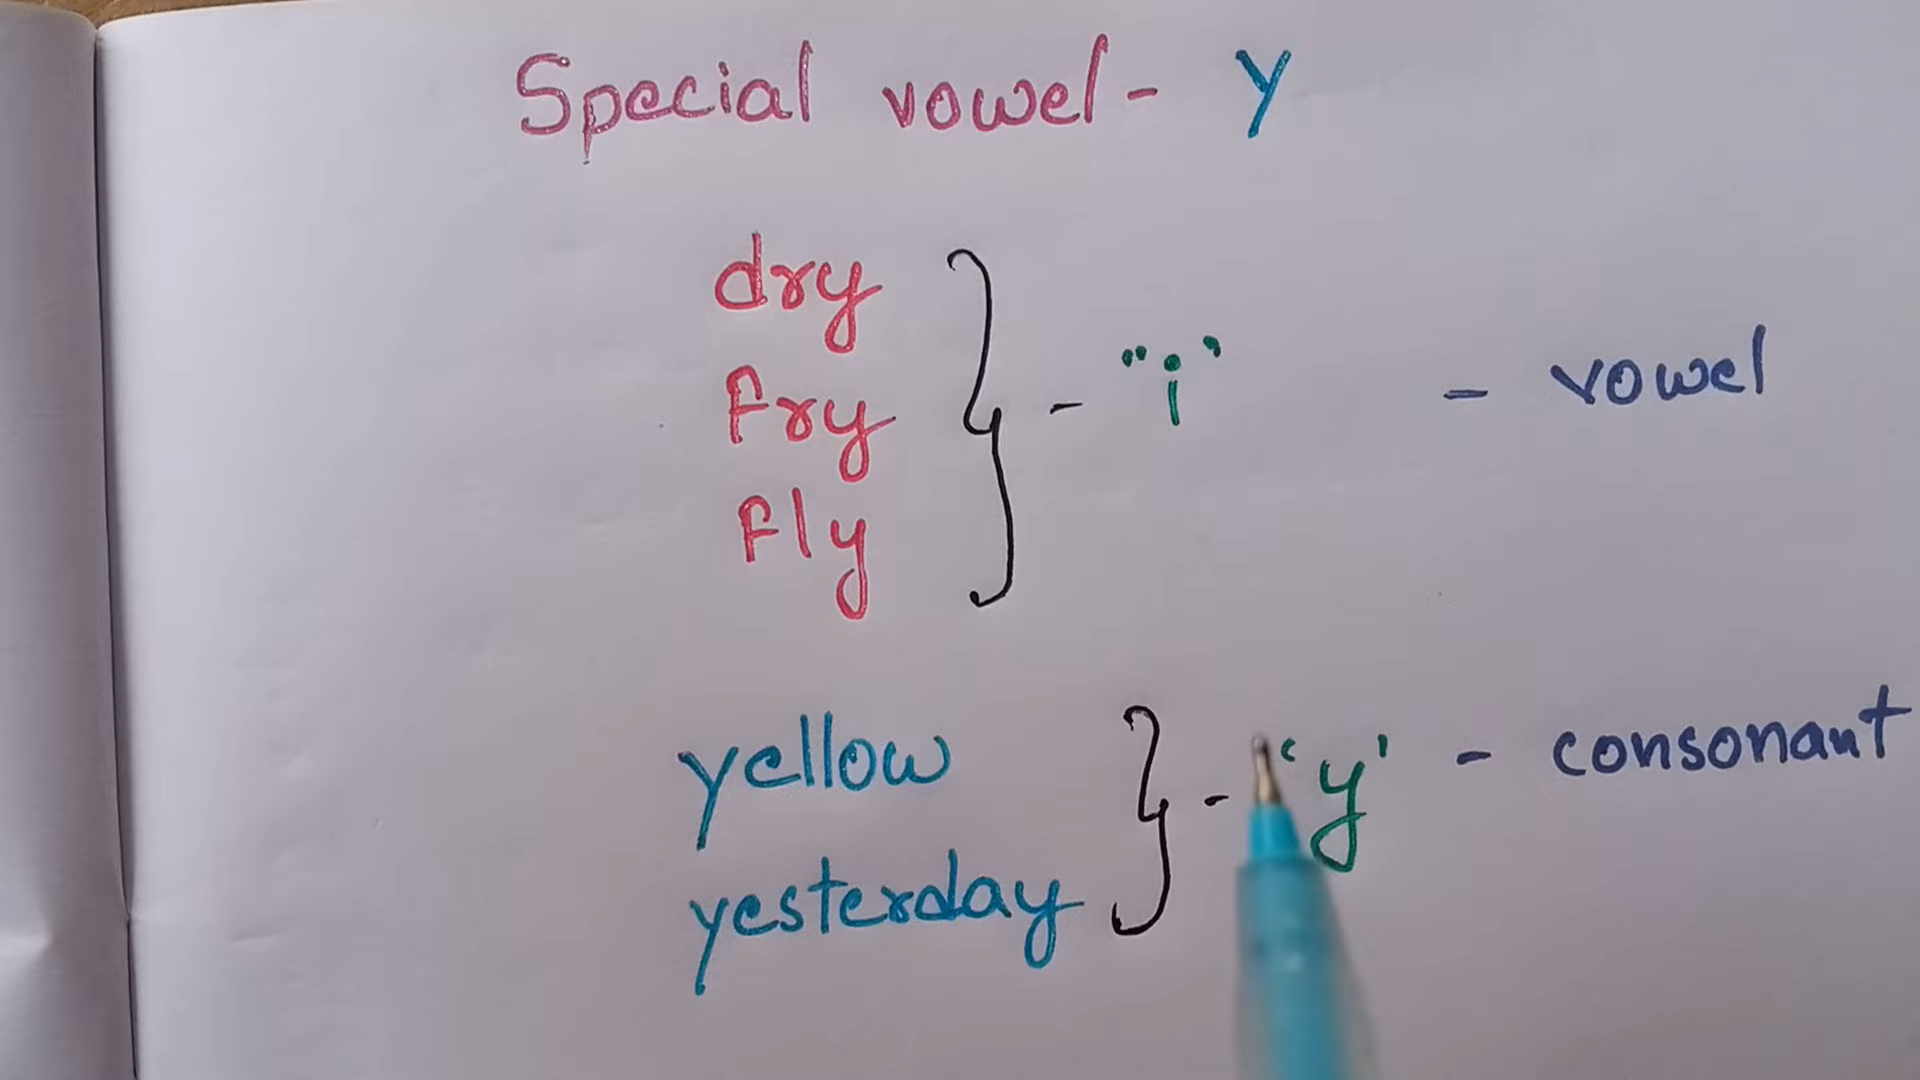 Special vowel - Y
dry
Fry
Fly
- "i" - vowel
yellow
yesterday
- 'y' - consonant